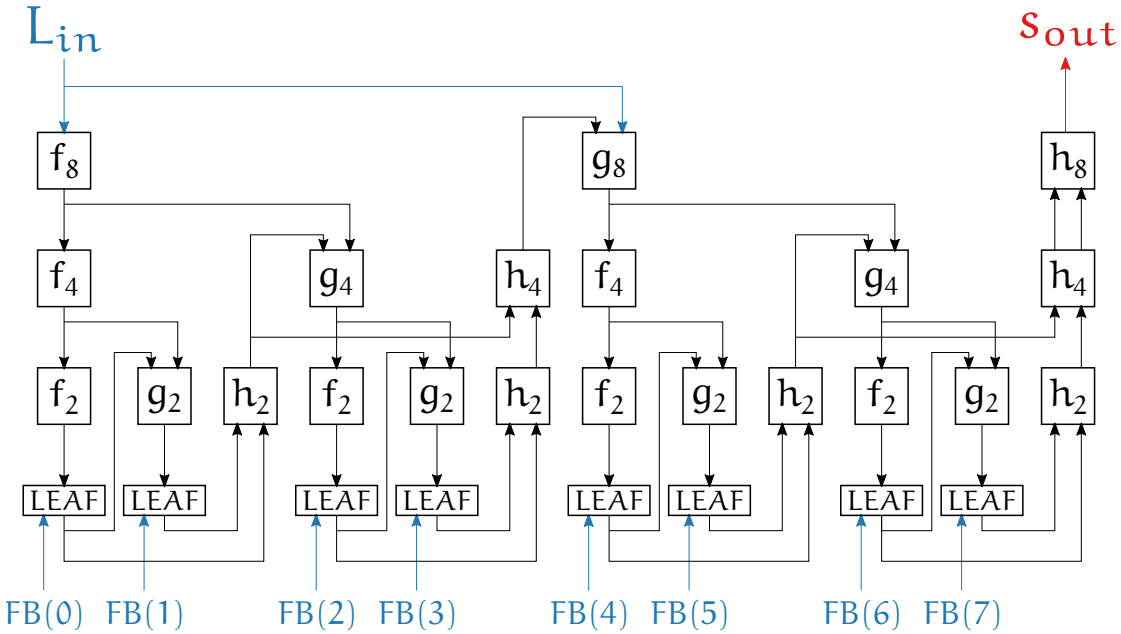 L_in s_out
f_8 g_8 h_8
f_4 g_4 h_4 f_4 g_4 h_4
f_2 g_2 h_2 f_2 g_2 h_2 f_2 g_2 h_2 f_2 g_2 h_2
LEAF LEAF LEAF LEAF LEAF LEAF LEAF LEAF
FB(0) FB(1) FB(2) FB(3) FB(4) FB(5) FB(6) FB(7)